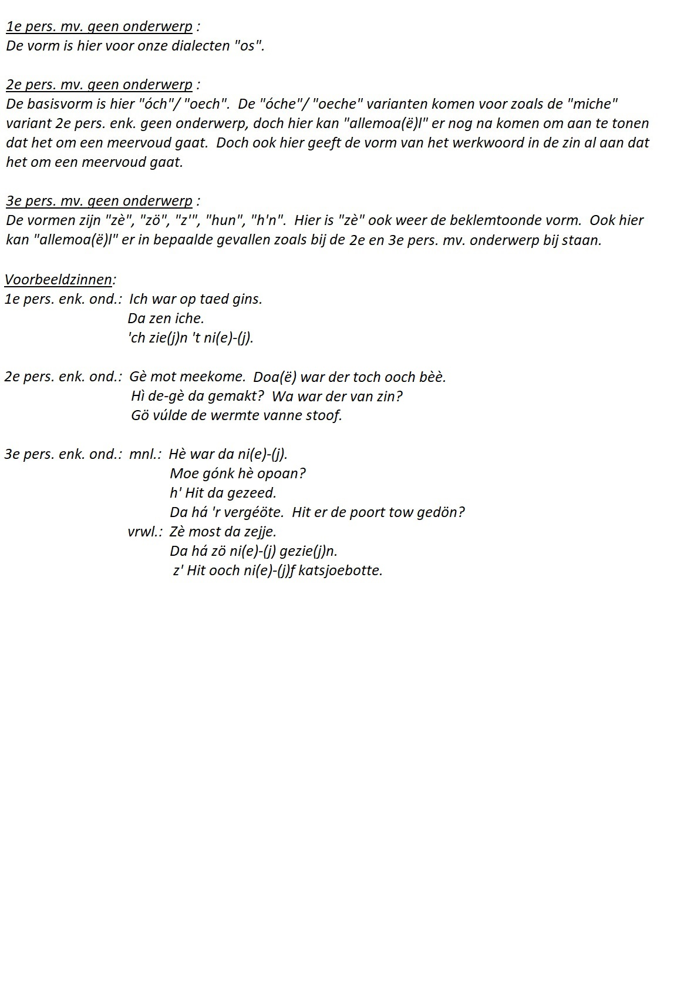 1e pers. mv. geen onderwerp :
De vorm is hier voor onze dialecten "os".
2e pers. mv. geen onderwerp :
De basisvorm is hier "óch"/ "oech".  De "óche"/ "oeche" varianten komen voor zoals de "miche"
variant 2e pers. enk. geen onderwerp, doch hier kan "allemoa(ë)l" er nog na komen om aan te tonen
dat het om een meervoud gaat.  Doch ook hier geeft de vorm van het werkwoord in de zin al aan dat
het om een meervoud gaat.
3e pers. mv. geen onderwerp :
De vormen zijn "zè", "zö", "z'", "hun", "h'n".  Hier is "zè" ook weer de beklemtoonde vorm.  Ook hier
kan "allemoa(ë)l" er in bepaalde gevallen zoals bij de 2e en 3e pers. mv. onderwerp bij staan.
Voorbeeldzinnen:
1e pers. enk. ond.:  Ich war op taed gins.
Da zen iche.
'ch zie(j)n 't ni(e)-(j).
2e pers. enk. ond.:  Gè mot meekome.  Doa(ë) war der toch ooch bèè.
Hì de-gè da gemakt?  Wa war der van zin?
Gö vúlde de wermte vanne stoof.
3e pers. enk. ond.:  mnl.:  Hè war da ni(e)-(j).
Moe gónk hè opoan?
h' Hit da gezeed.
Da há 'r vergéöte.  Hit er de poort tow gedön?
vrwl.:  Zè most da zejje.
Da há zö ni(e)-(j) gezie(j)n.
z' Hit ooch ni(e)-(j)f katsjoebotte.